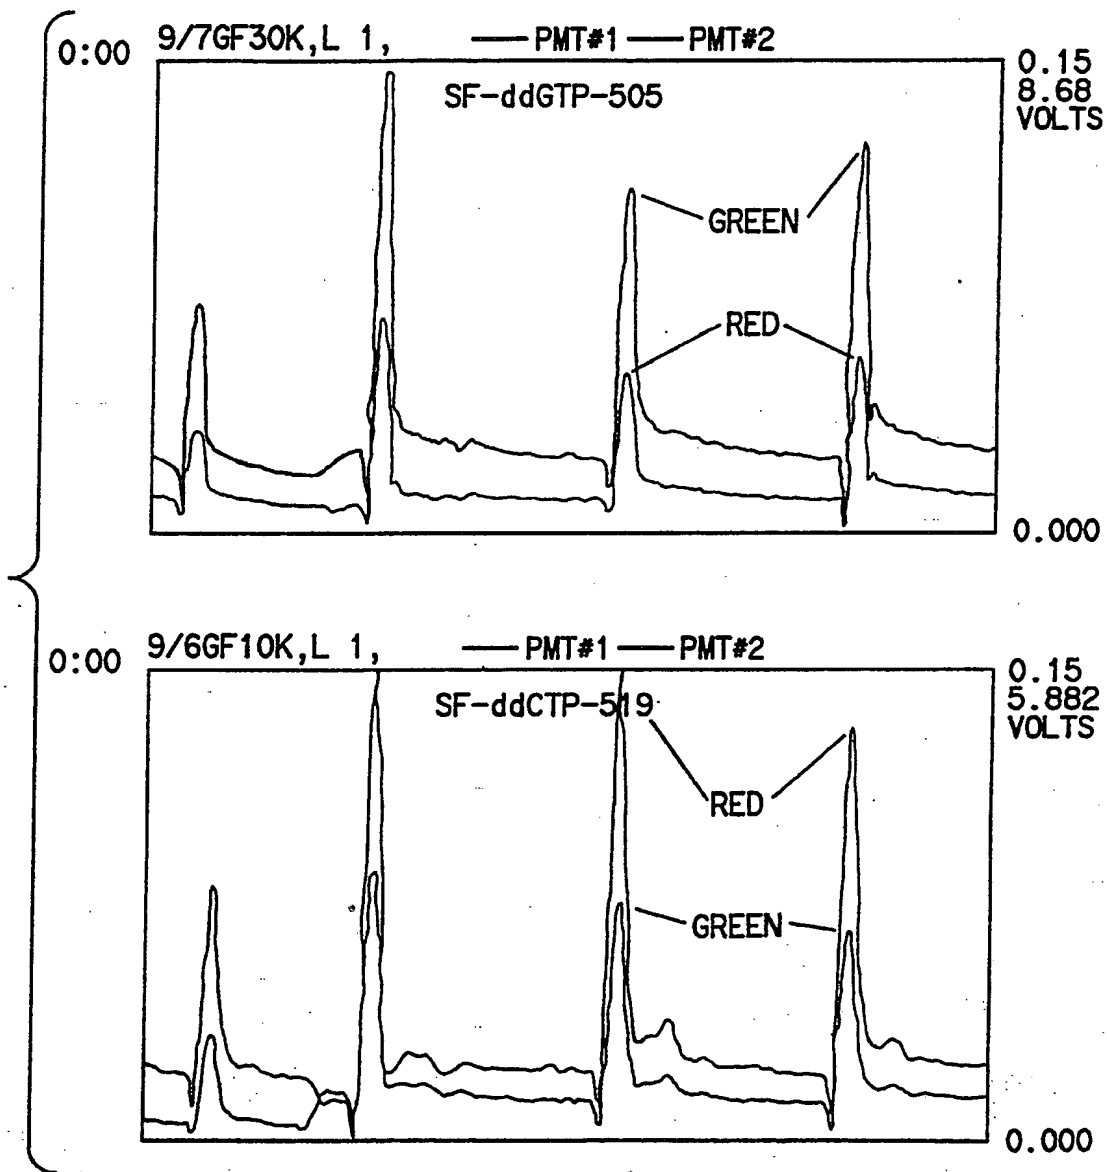 9/7GF30K,L 1, PMT#1 PMT#2
0:00
0.15
8.68
VOLTS
SF-ddGTP-505
GREEN
RED
0.000
9/6GF10K,L 1, PMT#1 PMT#2
0:00
0.15
5.882
VOLTS
SF-ddCTP-519
RED
GREEN
0.000